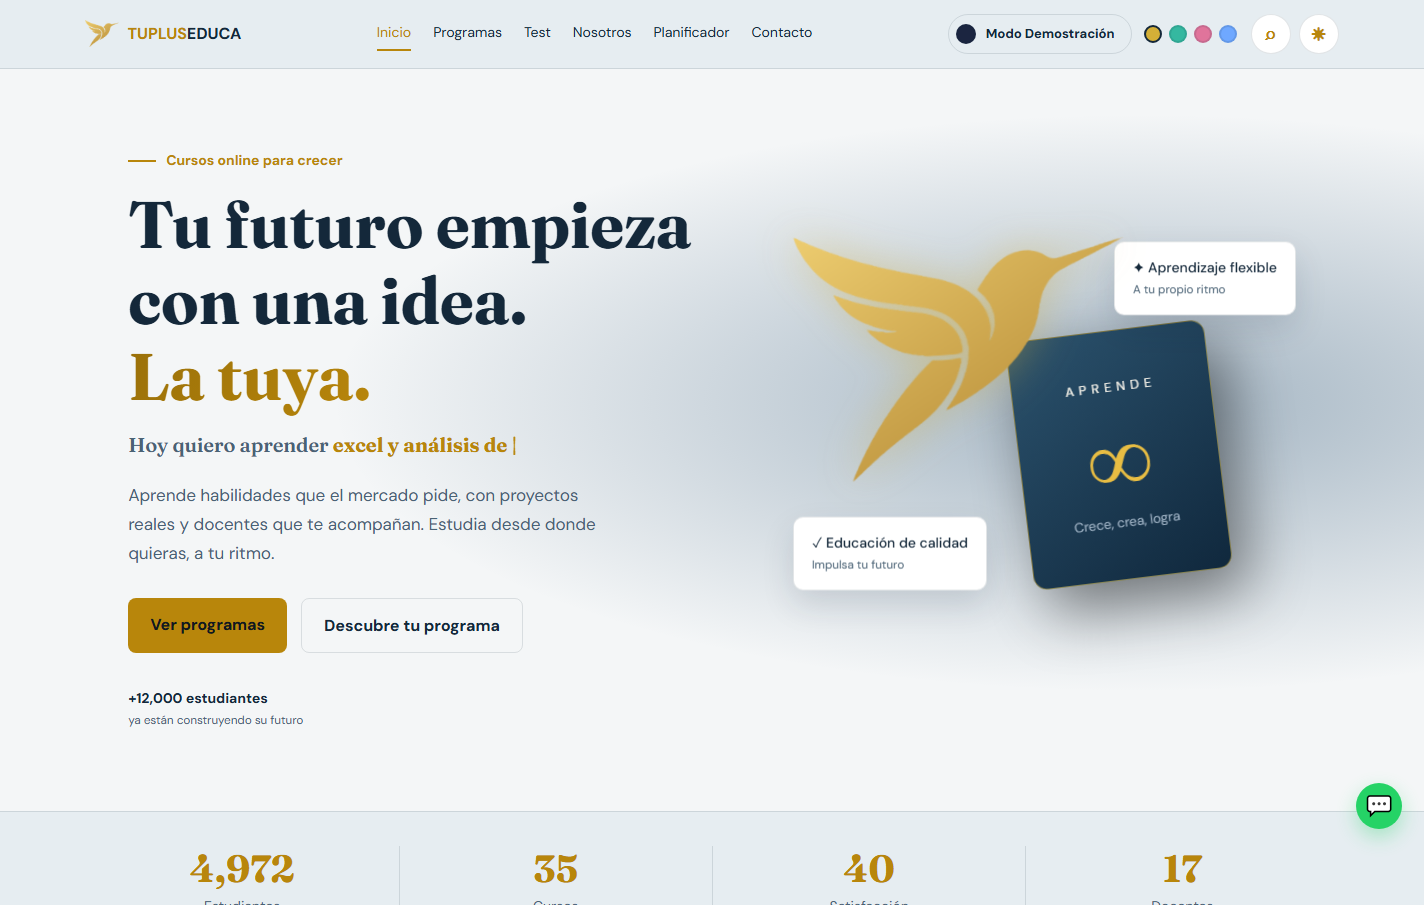 TUPLUSEDUCA
Inicio
Programas
Test
Nosotros
Planificador
Contacto
Modo Demostración
Cursos online para crecer
Tu futuro empieza
con una idea.
La tuya.
Hoy quiero aprender excel y análisis de |
Aprende habilidades que el mercado pide, con proyectos
reales y docentes que te acompañan. Estudia desde donde
quieras, a tu ritmo.
Ver programas
Descubre tu programa
+12,000 estudiantes
ya están construyendo su futuro
✦ Aprendizaje flexible
A tu propio ritmo
APRENDE
∞
Crece, crea, logra
✓ Educación de calidad
Impulsa tu futuro
4,972
35
40
17
Estudiantes
Cursos
Satisfacción
Docentes